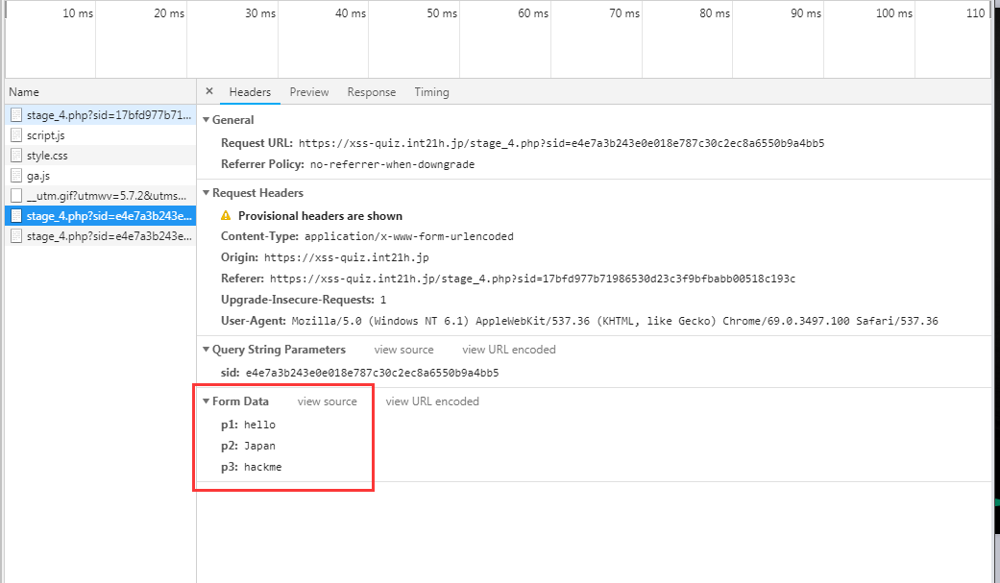 10 ms 20 ms 30 ms 40 ms 50 ms 60 ms 70 ms 80 ms 90 ms 100 ms 110
Name
stage_4.php?sid=17bfd977b71...
script.js
style.css
ga.js
__utm.gif?utmwv=5.7.2&utms...
stage_4.php?sid=e4e7a3b243e...
stage_4.php?sid=e4e7a3b243e...
× Headers Preview Response Timing
General
Request URL: https://xss-quiz.int21h.jp/stage_4.php?sid=e4e7a3b243e0e018e787c30c2ec8a6550b9a4bb5
Referrer Policy: no-referrer-when-downgrade
Request Headers
Provisional headers are shown
Content-Type: application/x-www-form-urlencoded
Origin: https://xss-quiz.int21h.jp
Referer: https://xss-quiz.int21h.jp/stage_4.php?sid=17bfd977b71986530d23c3f9bfbabb00518c193c
Upgrade-Insecure-Requests: 1
User-Agent: Mozilla/5.0 (Windows NT 6.1) AppleWebKit/537.36 (KHTML, like Gecko) Chrome/69.0.3497.100 Safari/537.36
Query String Parameters view source view URL encoded
sid: e4e7a3b243e0e018e787c30c2ec8a6550b9a4bb5
Form Data view source view URL encoded
p1: hello
p2: Japan
p3: hackme